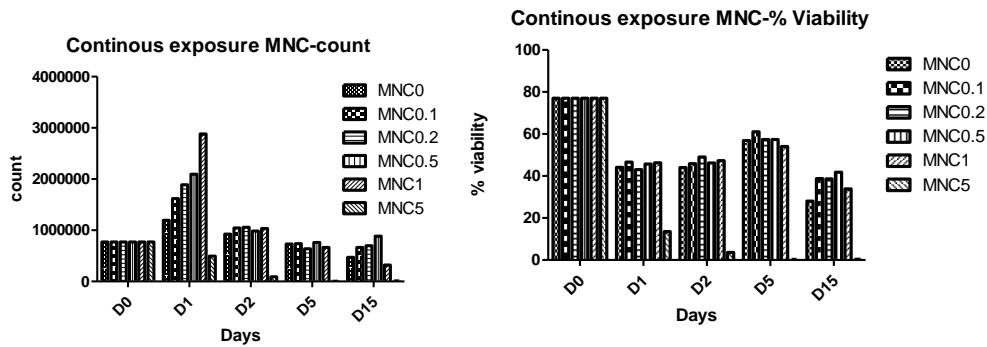 Continous exposure MNC-count
4000000
3000000
2000000
1000000
0
count
D0
D1
D2
D5
D15
Days
MNC0
MNC0.1
MNC0.2
MNC0.5
MNC1
MNC5
Continous exposure MNC-% Viability
100
80
60
40
20
0
% viability
D0
D1
D2
D5
D15
Days
MNC0
MNC0.1
MNC0.2
MNC0.5
MNC1
MNC5